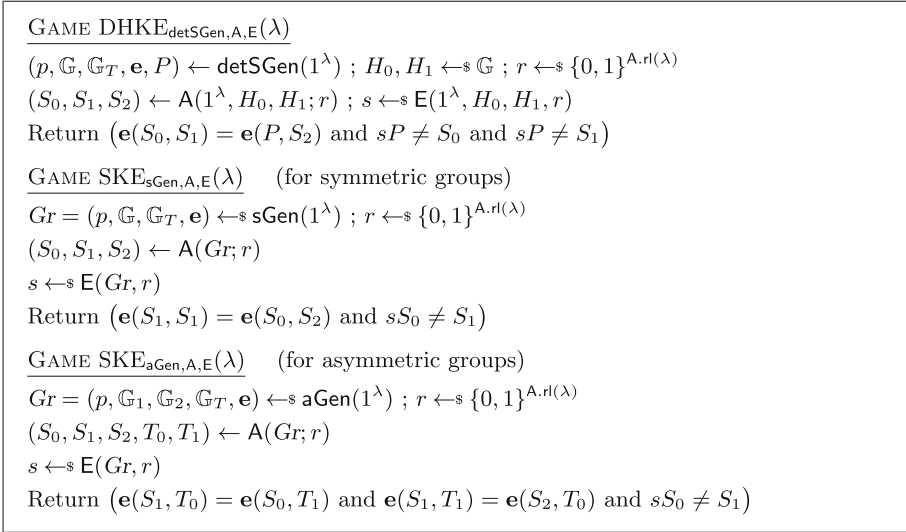 GAME DHKE_{detSGen,A,E}(λ)
(p, 𝔾, 𝔾_T, e, P) ← detSGen(1^λ) ; H_0, H_1 ←$ 𝔾 ; r ←$ {0,1}^{A.rl(λ)}
(S_0, S_1, S_2) ← A(1^λ, H_0, H_1; r) ; s ←$ E(1^λ, H_0, H_1, r)
Return (e(S_0, S_1) = e(P, S_2) and sP ≠ S_0 and sP ≠ S_1)
GAME SKE_{sGen,A,E}(λ) (for symmetric groups)
Gr = (p, 𝔾, 𝔾_T, e) ←$ sGen(1^λ) ; r ←$ {0,1}^{A.rl(λ)}
(S_0, S_1, S_2) ← A(Gr; r)
s ←$ E(Gr, r)
Return (e(S_1, S_1) = e(S_0, S_2) and sS_0 ≠ S_1)
GAME SKE_{aGen,A,E}(λ) (for asymmetric groups)
Gr = (p, 𝔾_1, 𝔾_2, 𝔾_T, e) ←$ aGen(1^λ) ; r ←$ {0,1}^{A.rl(λ)}
(S_0, S_1, S_2, T_0, T_1) ← A(Gr; r)
s ←$ E(Gr, r)
Return (e(S_1, T_0) = e(S_0, T_1) and e(S_1, T_1) = e(S_2, T_0) and sS_0 ≠ S_1)